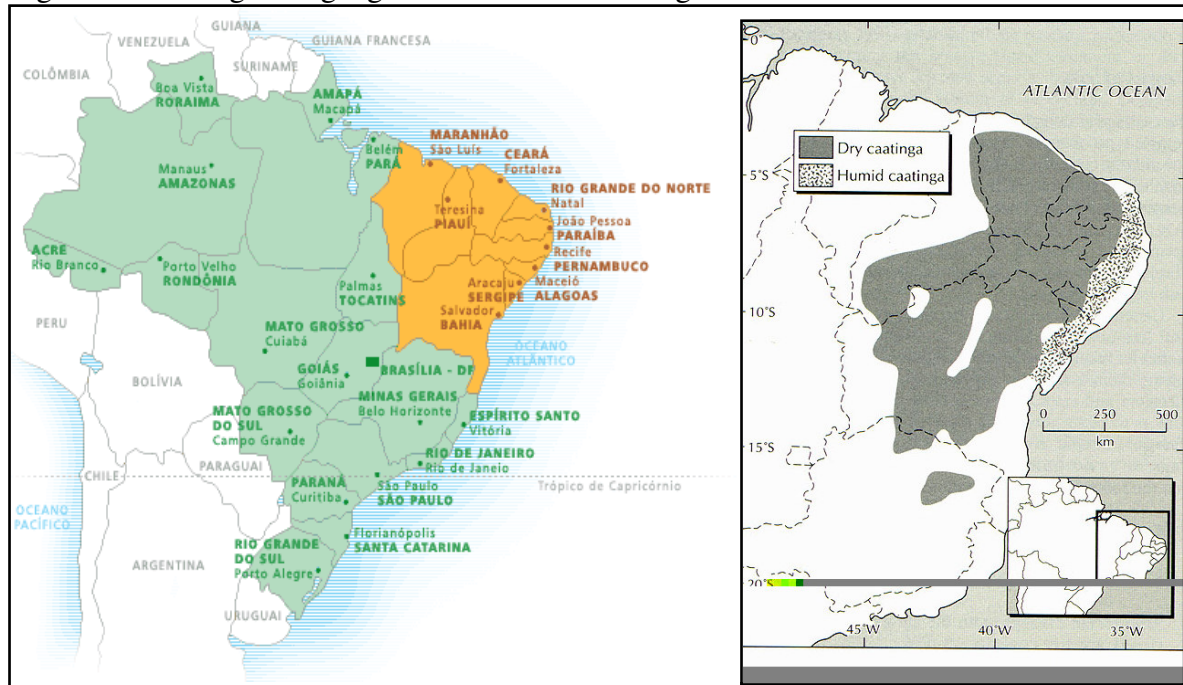 GUIANA
VENEZUELA
GUIANA FRANCESA
SURINAME
COLÔMBIA
Boa Vista
RORAIMA
AMAPÁ
Macapá
MARANHÃO
São Luís
Belém
PARÁ
CEARÁ
Fortaleza
Manaus
AMAZONAS
RIO GRANDE DO NORTE
Natal
Teresina
PIAUÍ
João Pessoa
PARAÍBA
Recife
PERNAMBUCO
ACRE
Rio Branco
Porto Velho
RONDÔNIA
Palmas
TOCATINS
Aracaju
SERGIPE
Maceió
ALAGOAS
Salvador
BAHIA
PERU
MATO GROSSO
Cuiabá
OCEANO
ATLÂNTICO
GOIÁS
Goiânia
BRASÍLIA - DF
BOLÍVIA
MINAS GERAIS
Belo Horizonte
MATO GROSSO
DO SUL
Campo Grande
ESPÍRITO SANTO
Vitória
RIO DE JANEIRO
Rio de Janeio
PARAGUAI
CHILE
PARANÁ
Curitiba
São Paulo
SÃO PAULO
Trópico de Capricórnio
OCEANO
PACÍFICO
Florianópolis
SANTA CATARINA
RIO GRANDE
DO SUL
Porto Alegre
ARGENTINA
URUGUAI
0
ATLANTIC OCEAN
Dry caatinga
Humid caatinga
5°S
10°S
0 250 500
km
15°S
20°S
45°W 40°W 35°W